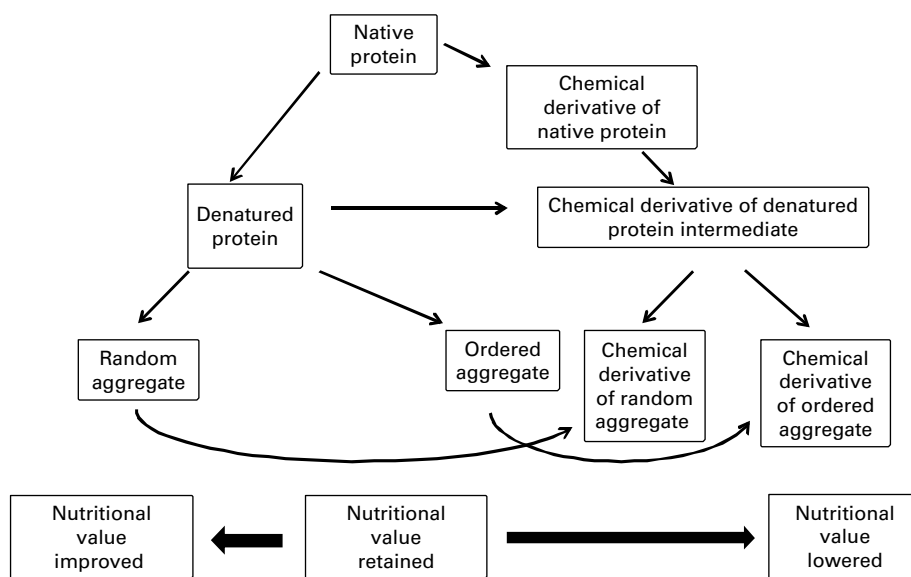 Native
protein
Chemical
derivative of
native protein
Denatured
protein
Chemical derivative of denatured
protein intermediate
Random
aggregate
Ordered
aggregate
Chemical
derivative
of random
aggregate
Chemical
derivative
of ordered
aggregate
Nutritional
value
improved
Nutritional
value
retained
Nutritional
value
lowered